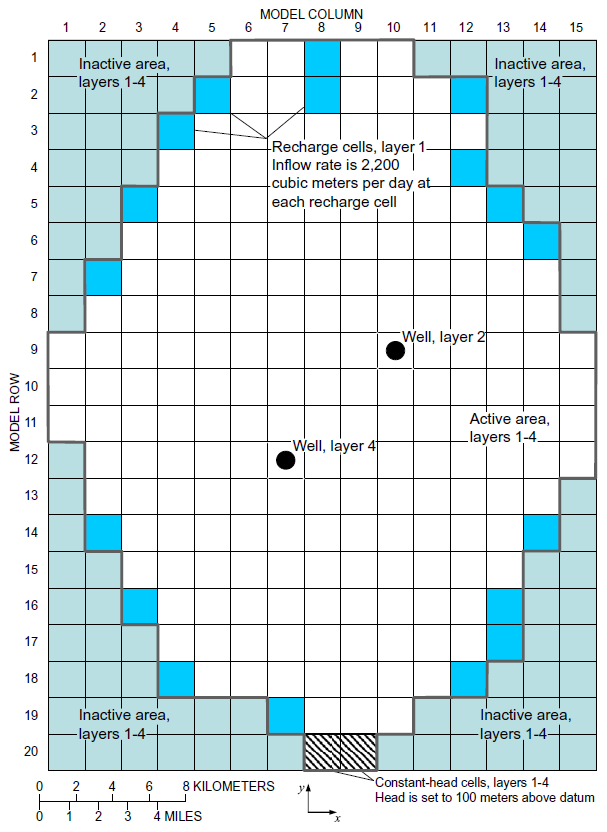 MODEL COLUMN
1 2 3 4 5 6 7 8 9 10 11 12 13 14 15
MODEL ROW
1
2
3
4
5
6
7
8
9
10
11
12
13
14
15
16
17
18
19
20
Inactive area,
layers 1-4
Inactive area,
layers 1-4
Recharge cells, layer 1
Inflow rate is 2,200
cubic meters per day at
each recharge cell
Well, layer 2
Active area,
layers 1-4
Well, layer 4
Inactive area,
layers 1-4
Inactive area,
layers 1-4
Constant-head cells, layers 1-4
Head is set to 100 meters above datum
0 2 4 6 8 KILOMETERS
0 1 2 3 4 MILES
y
x